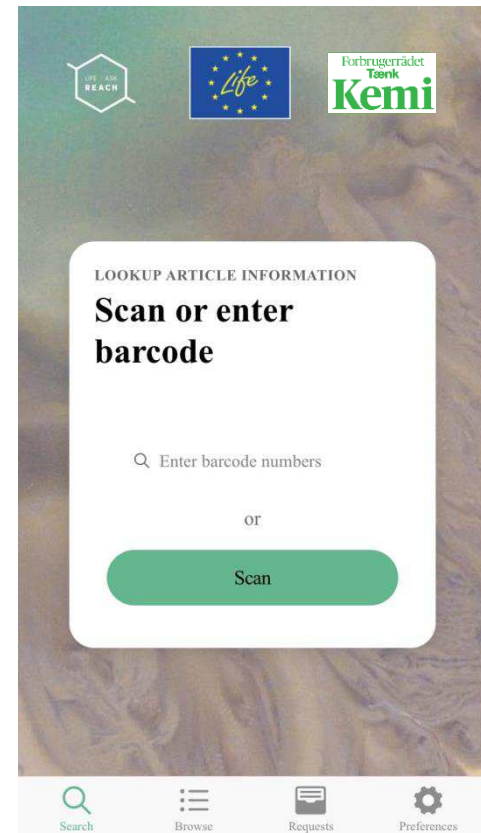 LIFE ASK
REACH
Life
Forbrugerrådet
Tænk
Kemi
LOOKUP ARTICLE INFORMATION
Scan or enter
barcode
Enter barcode numbers
or
Scan
Search
Browse
Requests
Preferences